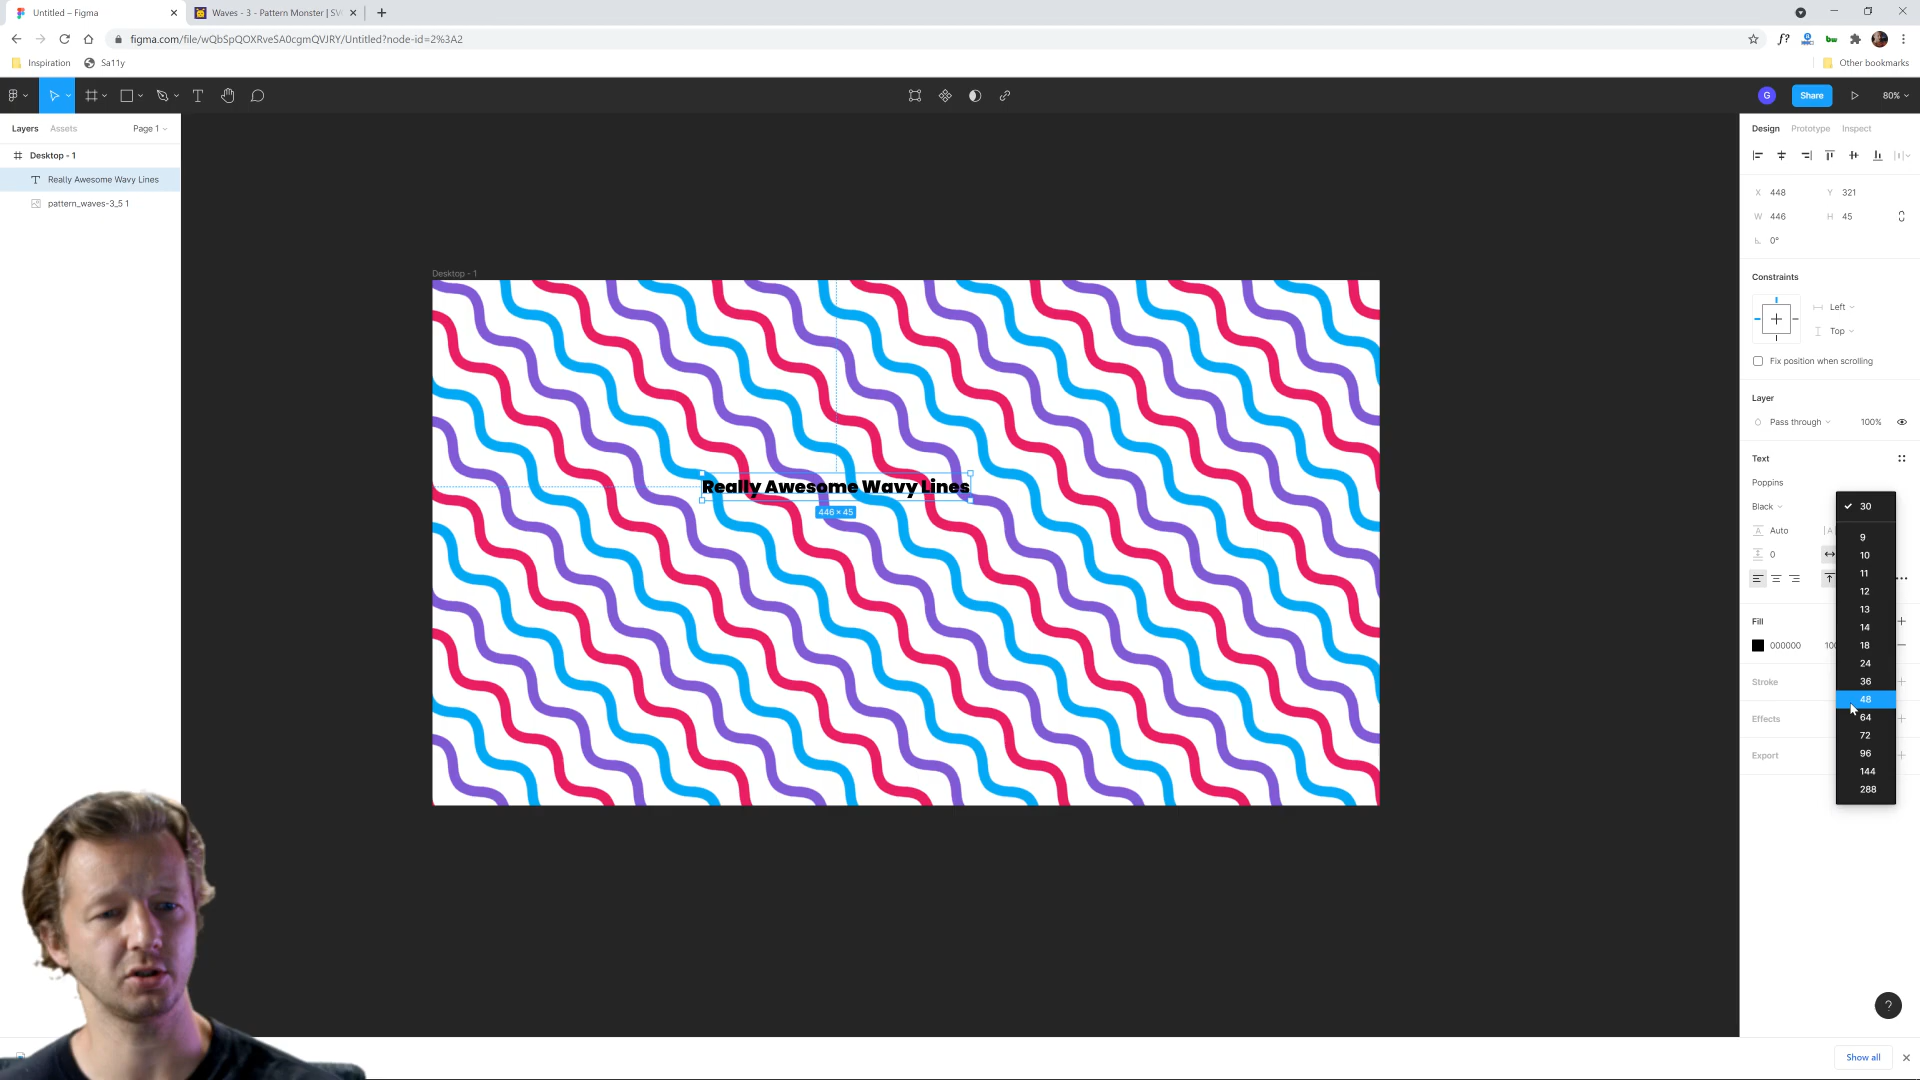 Untitled – Figma
Waves - 3 - Pattern Monster | SV
figma.com/file/wQbSpQOXRveSA0cgmQVJRY/Untitled?node-id=2%3A2
Inspiration
Sa11y
Other bookmarks
G
Share
80%
Layers
Assets
Page 1
Design
Prototype
Inspect
Desktop - 1
Really Awesome Wavy Lines
pattern_waves-3_5 1
X 448
Y 321
W 446
H 45
0°
Constraints
Left
Top
Fix position when scrolling
Layer
Pass through
100%
Text
Poppins
Black
Auto
0
Fill
000000
Stroke
Effects
Export
30
9
10
11
12
13
14
18
24
36
48
64
72
96
144
288
Desktop - 1
Really Awesome Wavy Lines
446 × 45
?
Show all